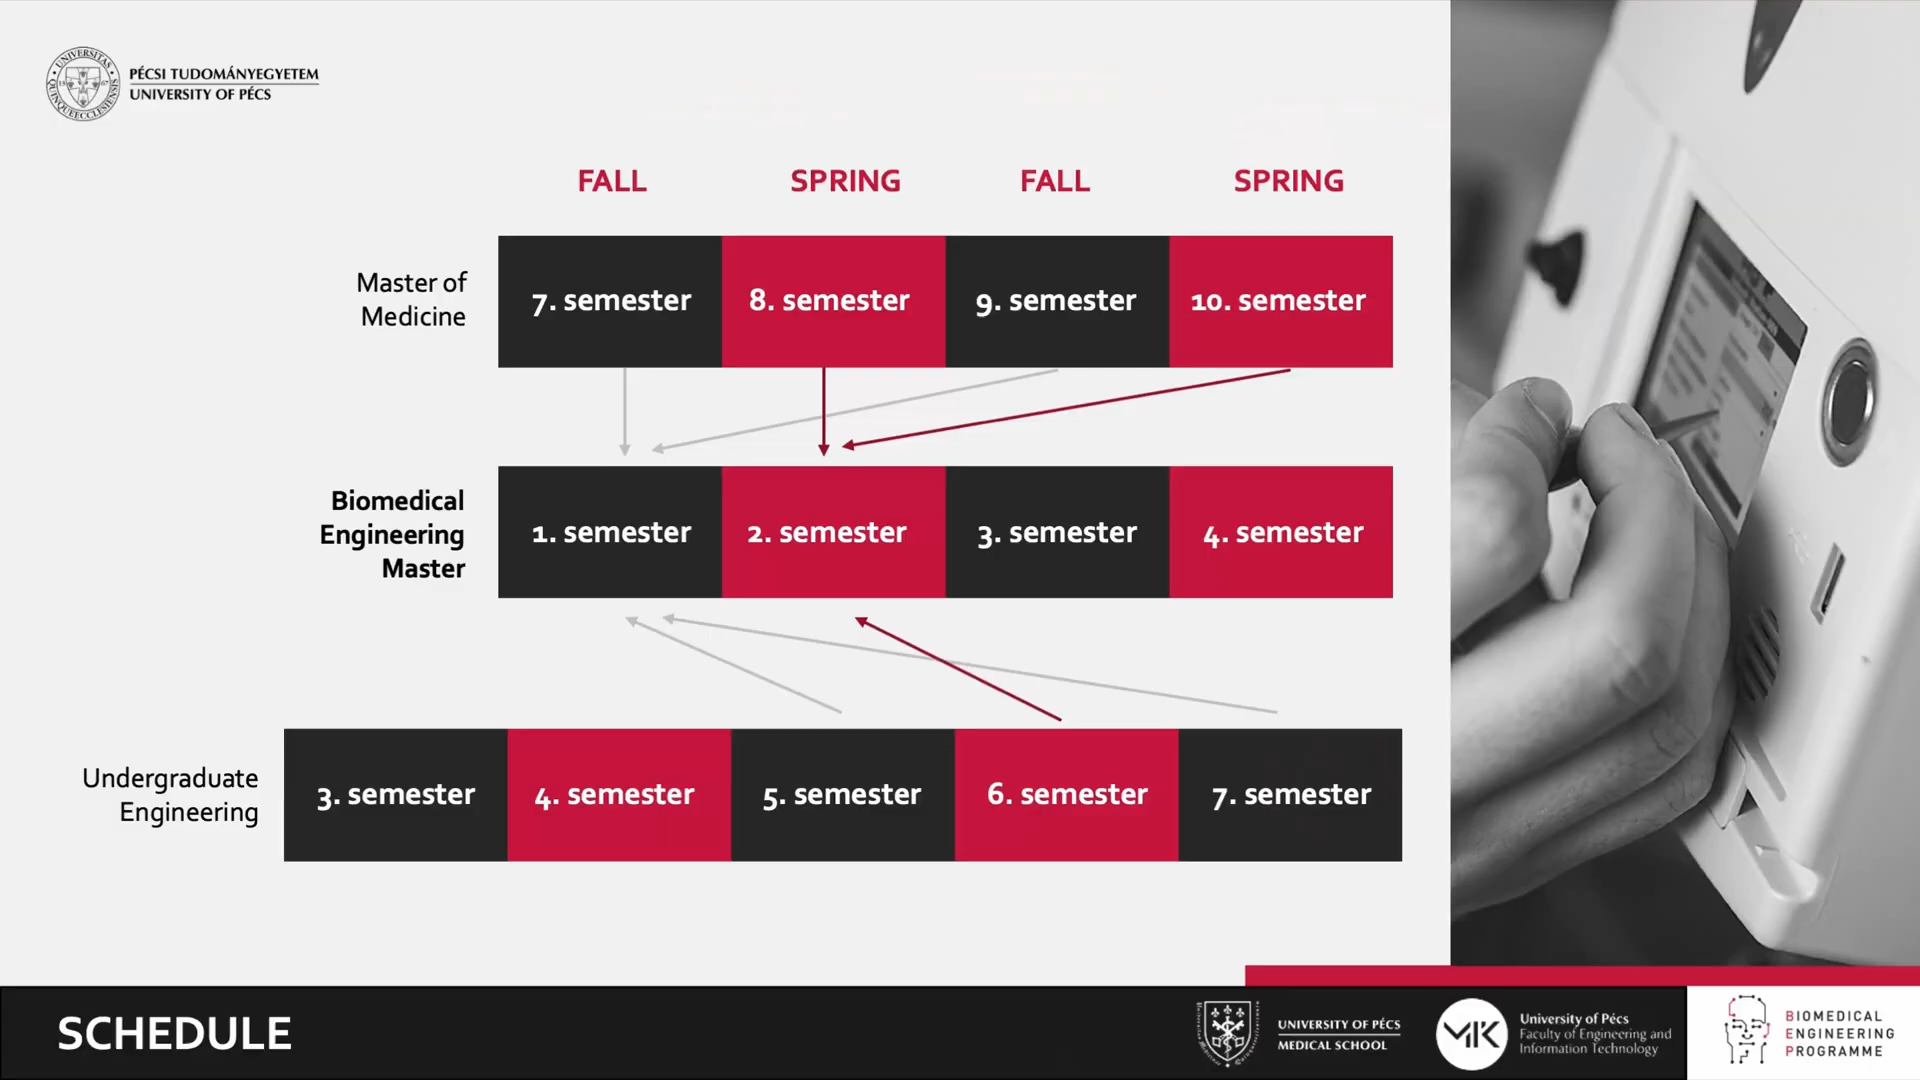 UNIVERSITAS QUINQUEECCLESIENSIS
PÉCSI TUDOMÁNYEGYETEM
UNIVERSITY OF PÉCS
FALL SPRING FALL SPRING
Master of
Medicine
7. semester 8. semester 9. semester 10. semester
Biomedical
Engineering
Master
1. semester 2. semester 3. semester 4. semester
Undergraduate
Engineering
3. semester 4. semester 5. semester 6. semester 7. semester
SCHEDULE
UNIVERSITY OF PÉCS
MEDICAL SCHOOL
MIK
University of Pécs
Faculty of Engineering and
Information Technology
BIOMEDICAL
ENGINEERING
PROGRAMME